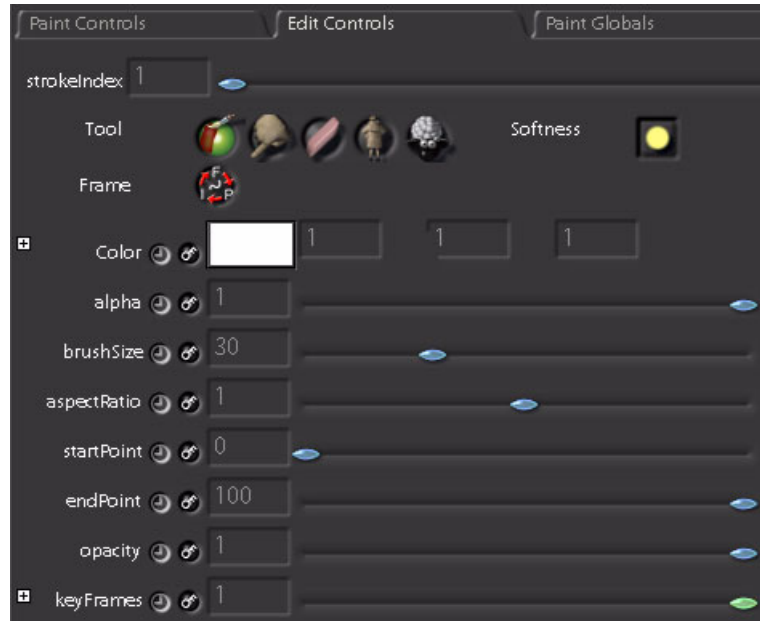 Paint Controls Edit Controls Paint Globals
strokeIndex 1
Tool Softness
Frame F I P
Color 1 1 1
alpha 1
brushSize 30
aspectRatio 1
startPoint 0
endPoint 100
opacity 1
keyFrames 1